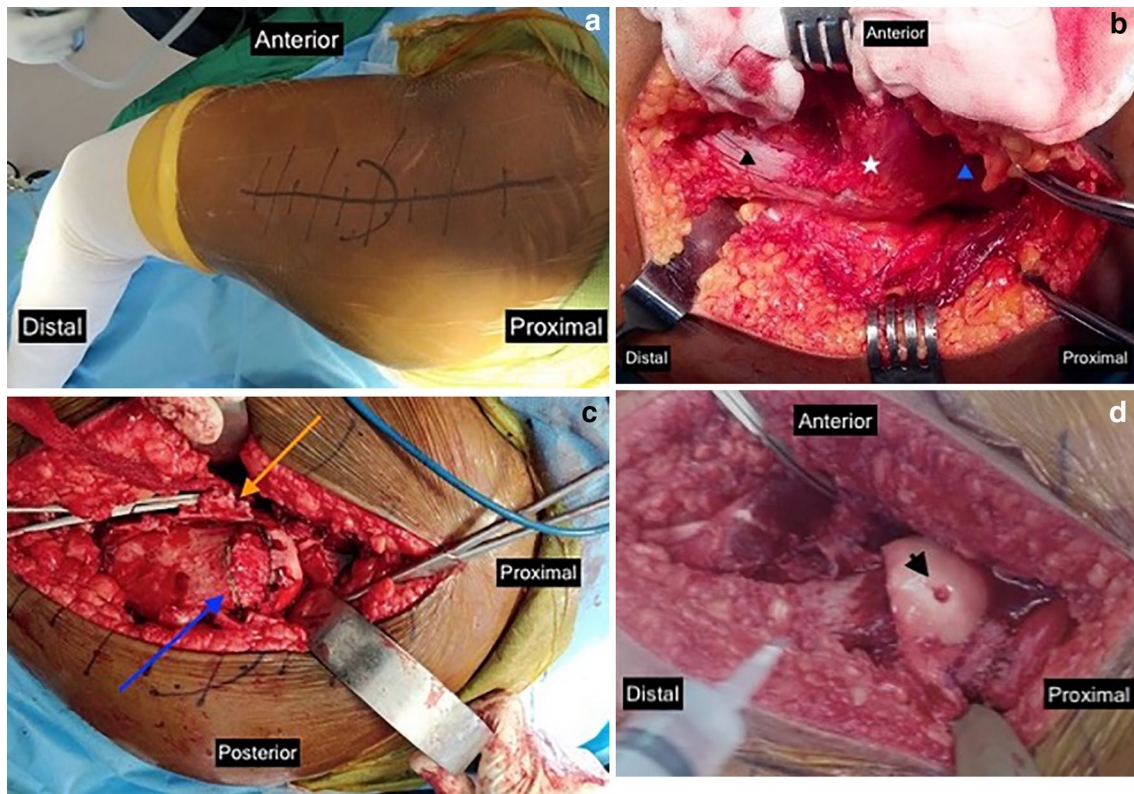 a
Anterior
Distal
Proximal
b
Anterior
Distal
Proximal
c
Proximal
Posterior
d
Anterior
Distal
Proximal